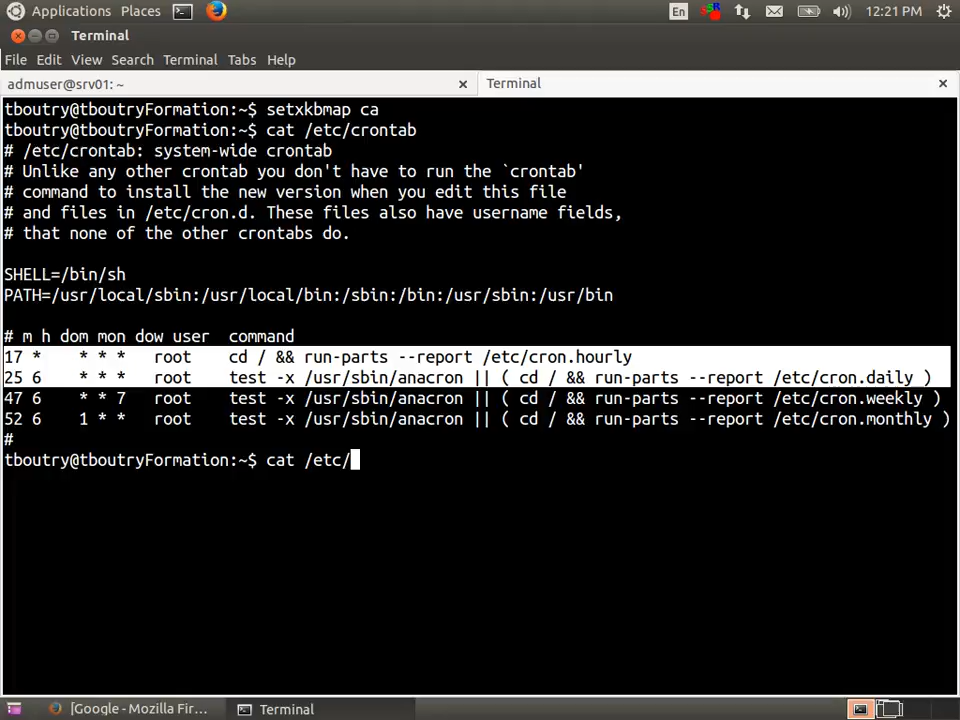 Applications Places En 12:21 PM
Terminal
File Edit View Search Terminal Tabs Help
admuser@srv01: ~ × Terminal ×
tboutry@tboutryFormation:~$ setxkbmap ca
tboutry@tboutryFormation:~$ cat /etc/crontab
# /etc/crontab: system-wide crontab
# Unlike any other crontab you don't have to run the `crontab'
# command to install the new version when you edit this file
# and files in /etc/cron.d. These files also have username fields,
# that none of the other crontabs do.
SHELL=/bin/sh
PATH=/usr/local/sbin:/usr/local/bin:/sbin:/bin:/usr/sbin:/usr/bin
# m h dom mon dow user  command
17 *    * * *   root    cd / && run-parts --report /etc/cron.hourly
25 6    * * *   root    test -x /usr/sbin/anacron || ( cd / && run-parts --report /etc/cron.daily )
47 6    * * 7   root    test -x /usr/sbin/anacron || ( cd / && run-parts --report /etc/cron.weekly )
52 6    1 * *   root    test -x /usr/sbin/anacron || ( cd / && run-parts --report /etc/cron.monthly )
#
tboutry@tboutryFormation:~$ cat /etc/
[Google - Mozilla Fir... Terminal